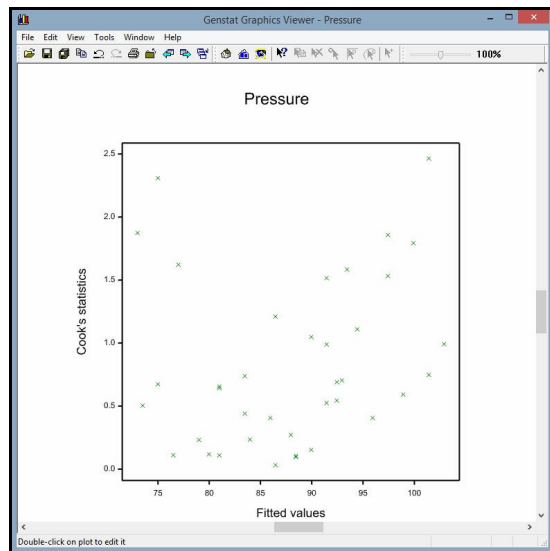 Genstat Graphics Viewer - Pressure
File Edit View Tools Window Help
100%
Pressure
2.5
2.0
1.5
1.0
0.5
0.0
Cook's statistics
75 80 85 90 95 100
Fitted values
Double-click on plot to edit it